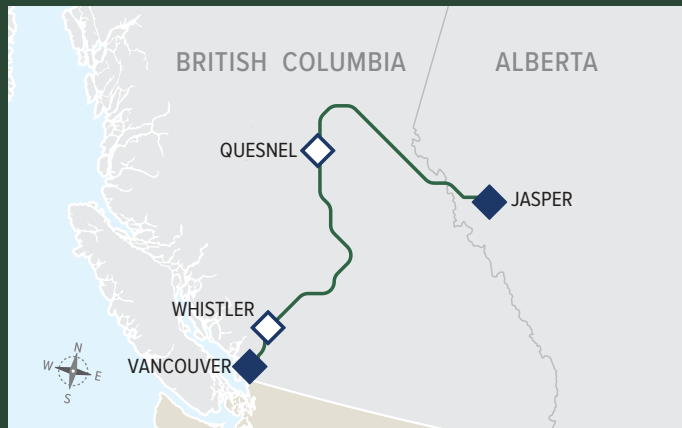 BRITISH COLUMBIA
ALBERTA
QUESNEL
JASPER
WHISTLER
VANCOUVER
N
W
E
S